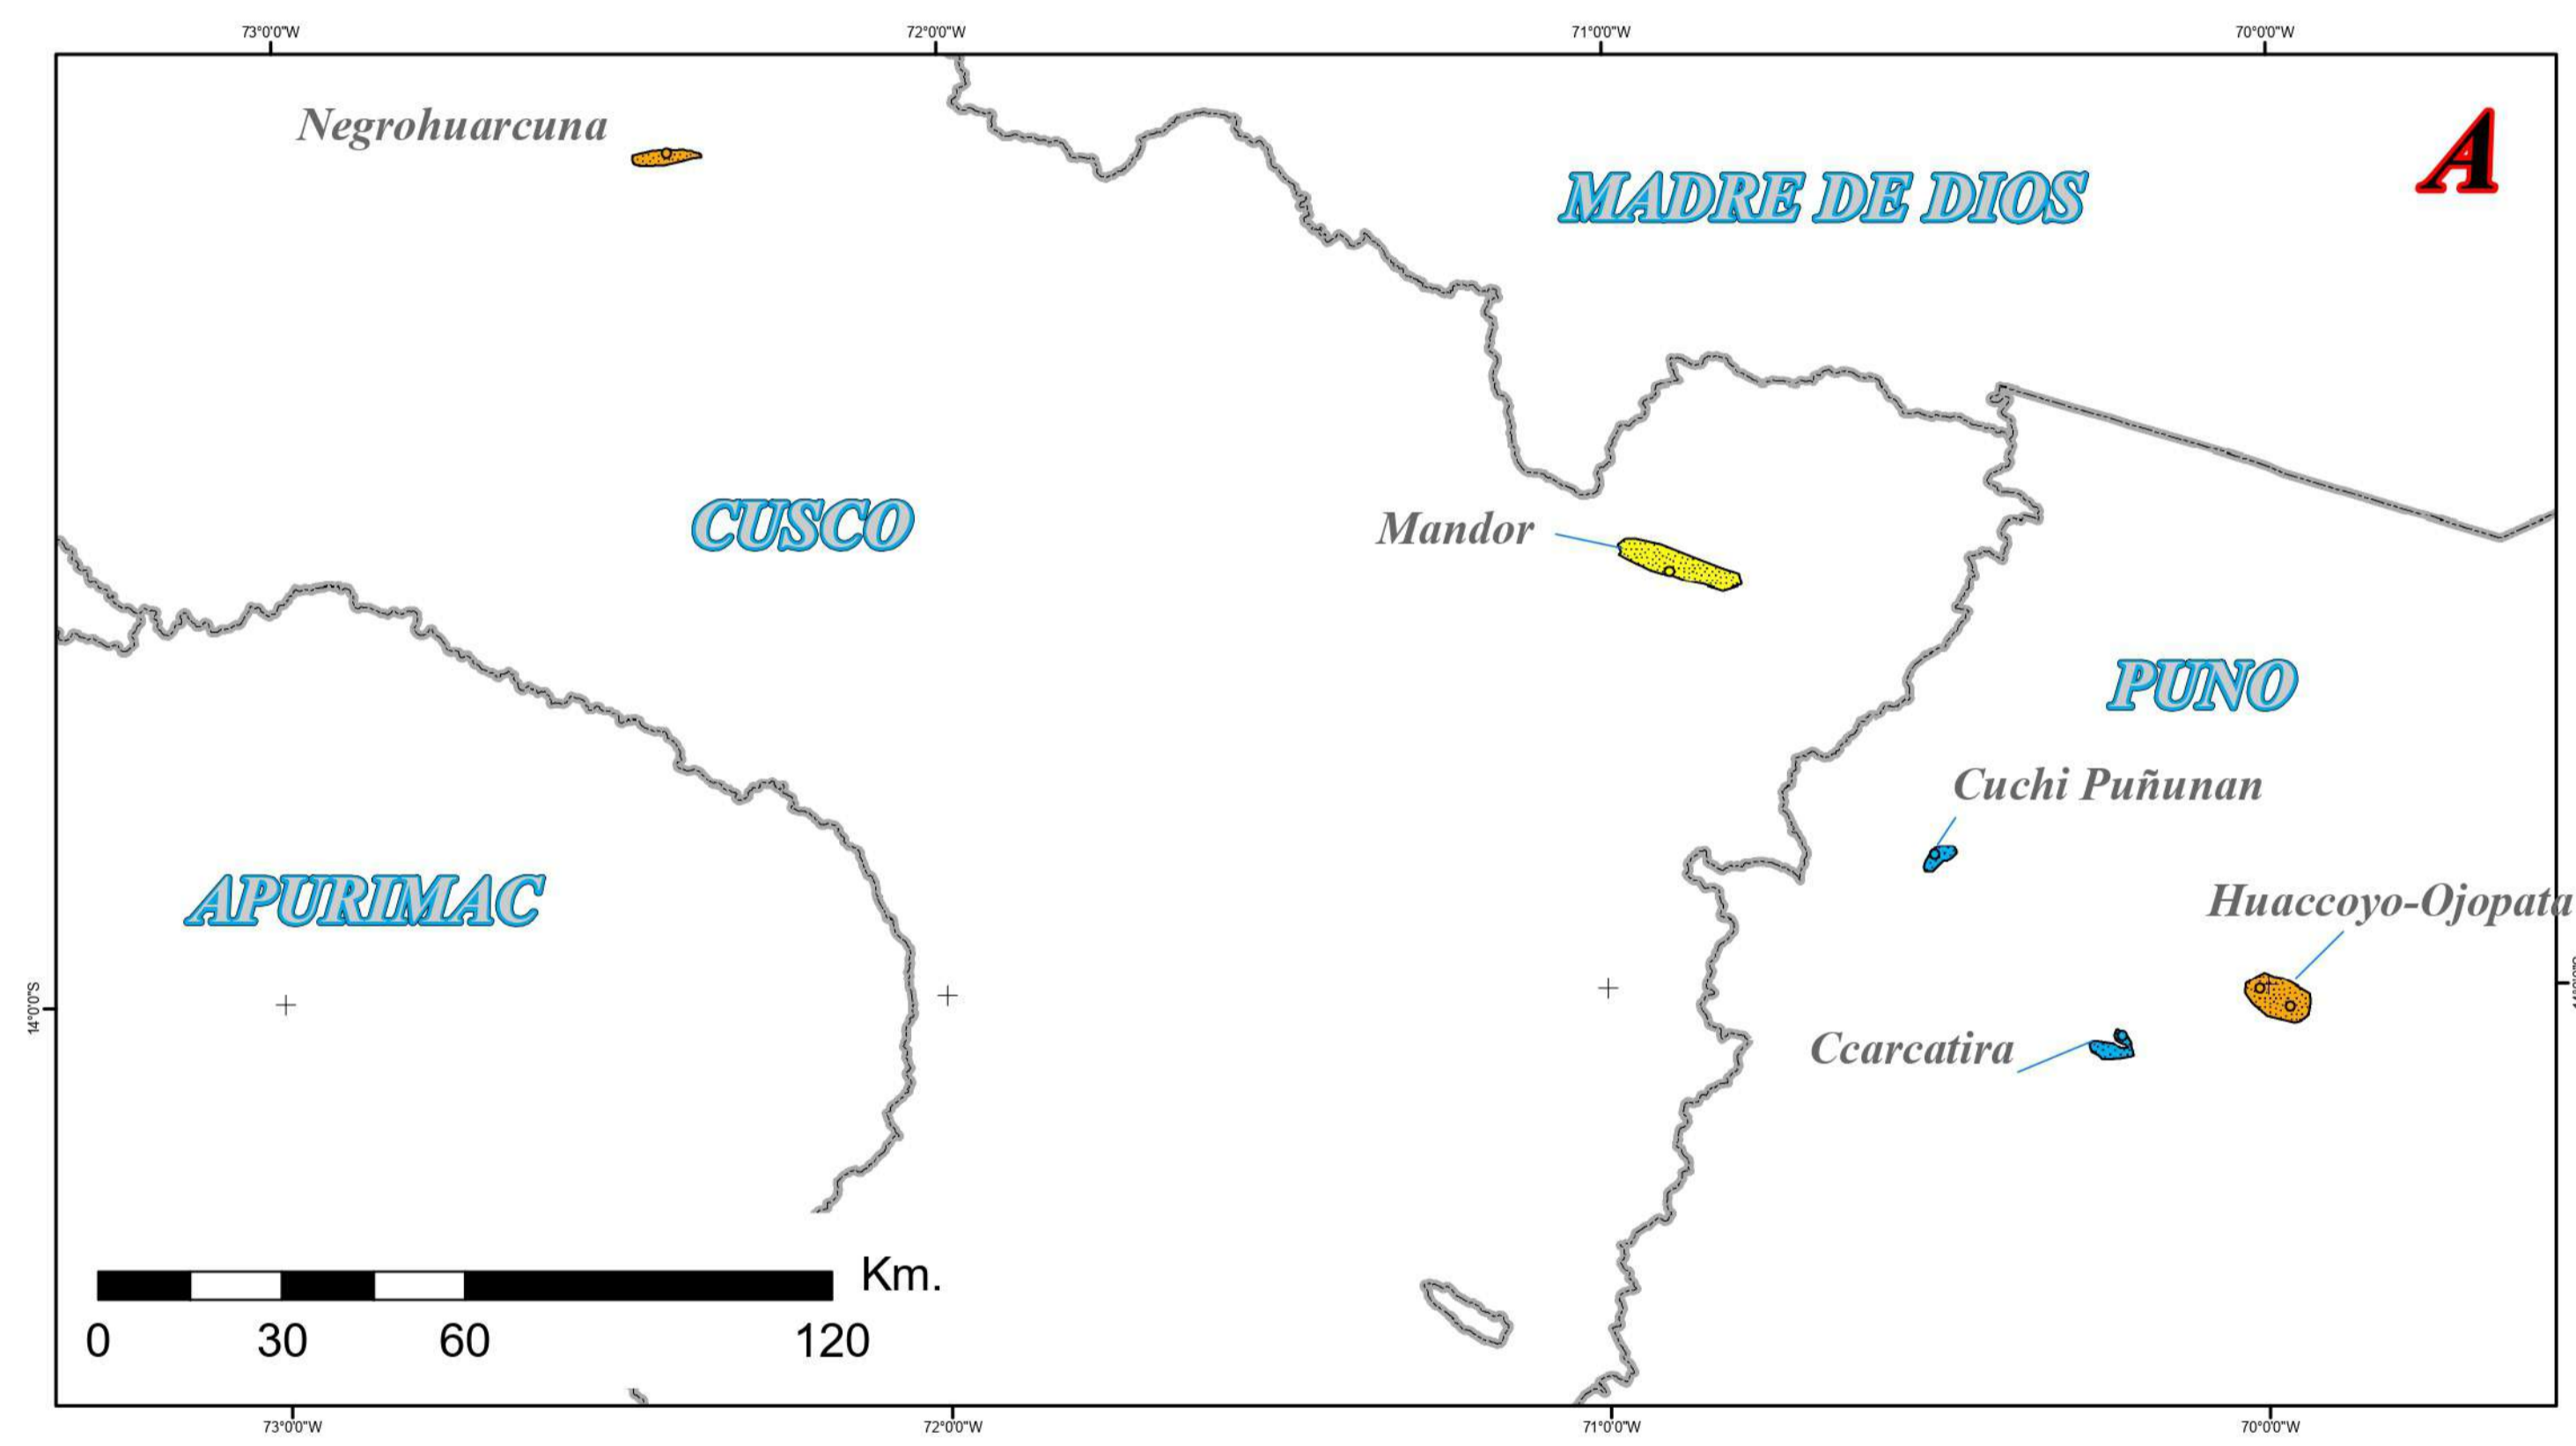 73°0'0"W 72°0'0"W 71°0'0"W 70°0'0"W
Negrohuarcuna
A
MADRE DE DIOS
CUSCO
Mandor
PUNO
Cuchi Puñunan
APURIMAC
Huaccoyo-Ojopata
14°0'0"S
Ccarcatira
Km.
0 30 60 120
73°0'0"W 72°0'0"W 71°0'0"W 70°0'0"W